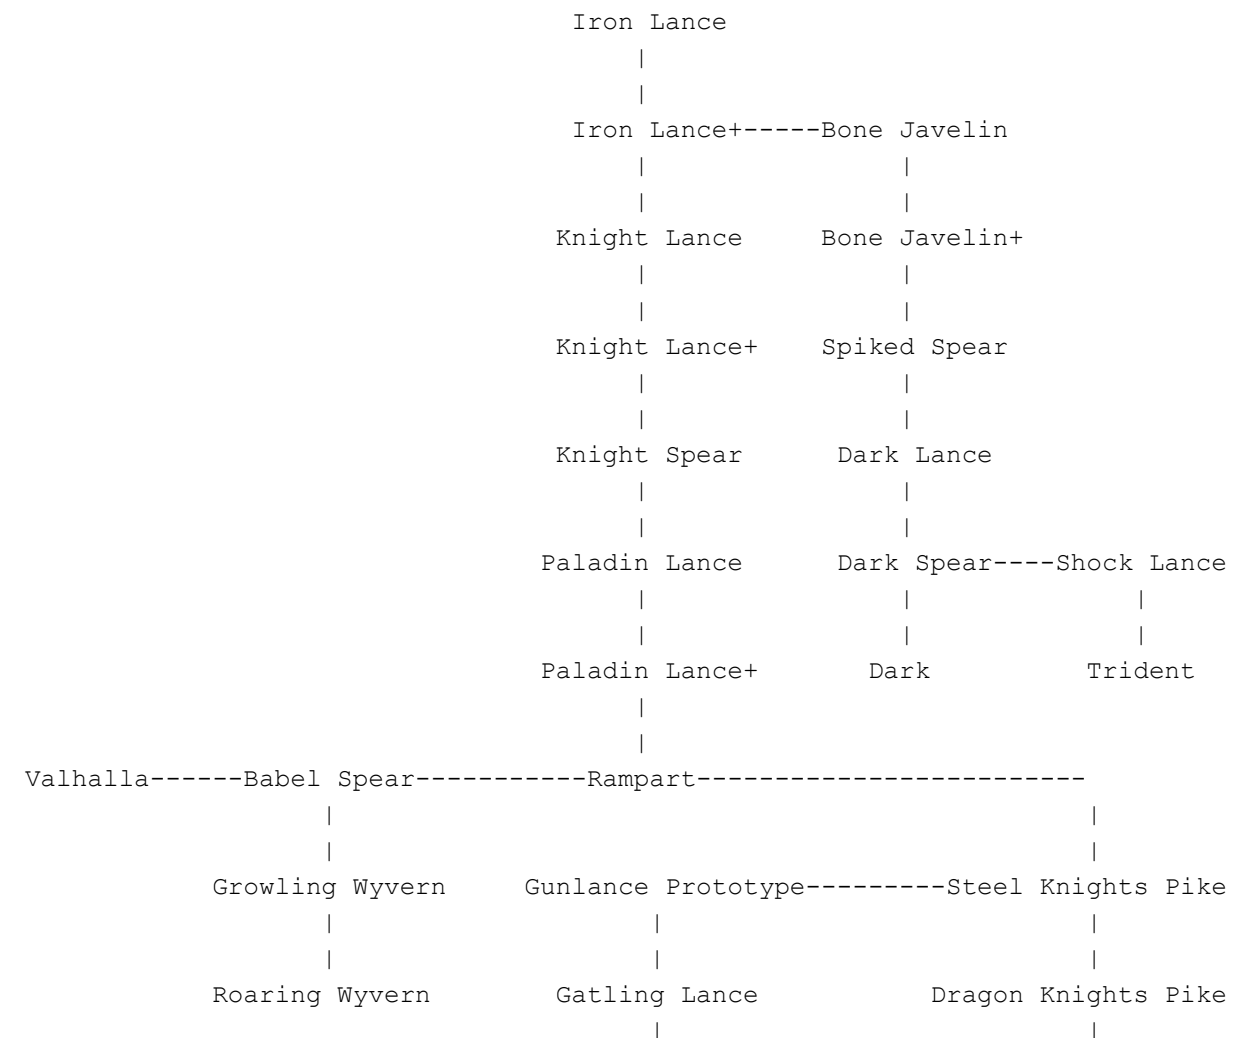 Iron Lance
|
|
Iron Lance+-----Bone Javelin
| |
| |
Knight Lance Bone Javelin+
| |
| |
Knight Lance+ Spiked Spear
| |
| |
Knight Spear Dark Lance
| |
| |
Paladin Lance Dark Spear----Shock Lance
| | |
| | |
Paladin Lance+ Dark Trident
|
|
Valhalla------Babel Spear-----------Rampart-------------------------
| |
| |
Growling Wyvern Gunlance Prototype---------Steel Knights Pike
| | |
| | |
Roaring Wyvern Gatling Lance Dragon Knights Pike
| |